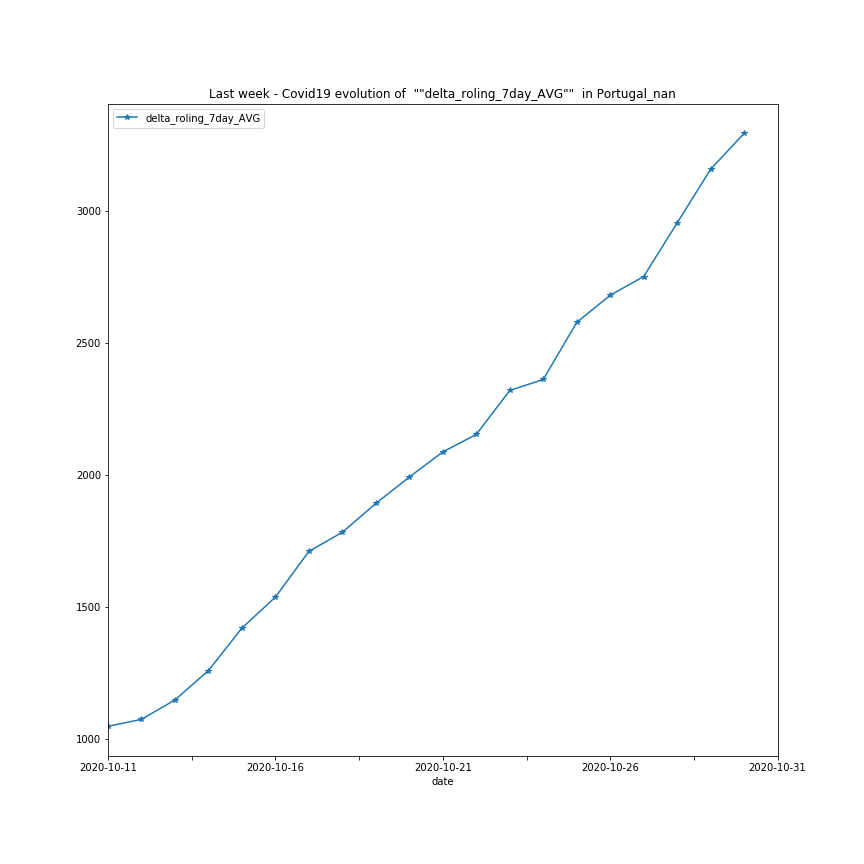 Last week - Covid19 evolution of  ""delta_roling_7day_AVG""  in Portugal_nan
delta_roling_7day_AVG
3000
2500
2000
1500
1000
2020-10-11 2020-10-16 2020-10-21 2020-10-26 2020-10-31
date